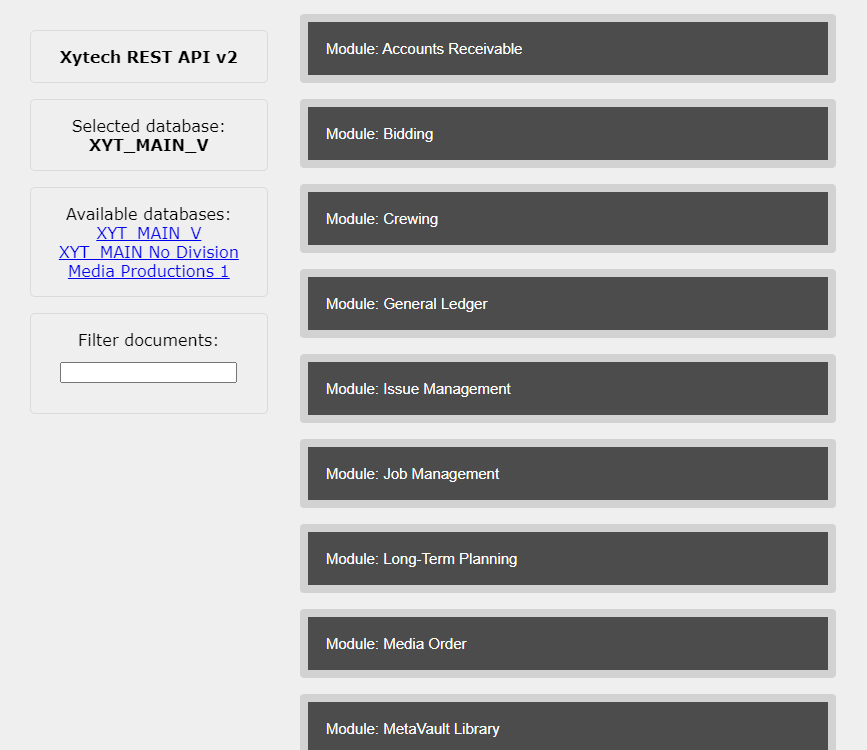 Xytech REST API v2
Selected database:
XYT_MAIN_V
Available databases:
XYT_MAIN_V
XYT_MAIN No Division
Media Productions 1
Filter documents:
Module: Accounts Receivable
Module: Bidding
Module: Crewing
Module: General Ledger
Module: Issue Management
Module: Job Management
Module: Long-Term Planning
Module: Media Order
Module: MetaVault Library